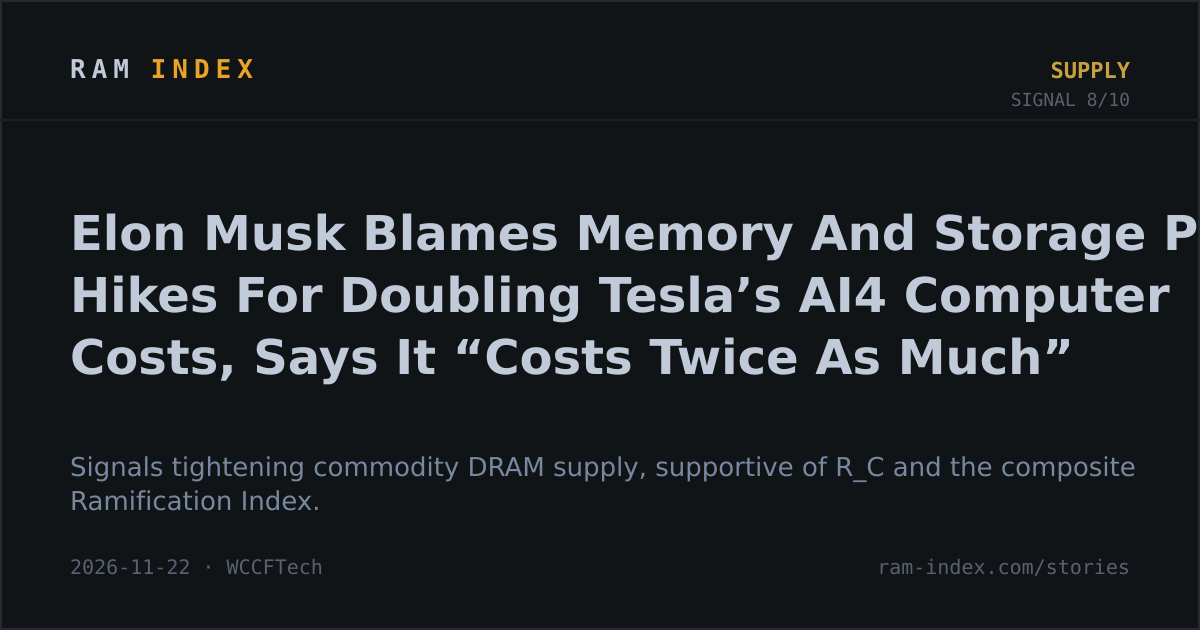 RAM INDEX
SUPPLY
SIGNAL 8/10
Elon Musk Blames Memory And Storage P
Hikes For Doubling Tesla’s AI4 Computer
Costs, Says It “Costs Twice As Much”
Signals tightening commodity DRAM supply, supportive of R_C and the composite
Ramification Index.
2026-11-22 · WCCFTech
ram-index.com/stories